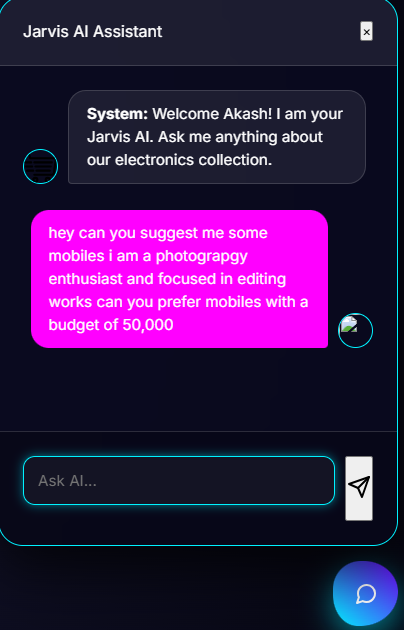 Jarvis AI Assistant
×
System: Welcome Akash! I am your
Jarvis AI. Ask me anything about
our electronics collection.
hey can you suggest me some
mobiles i am a photograpgy
enthusiast and focused in editing
works can you prefer mobiles with a
budget of 50,000
Ask AI...